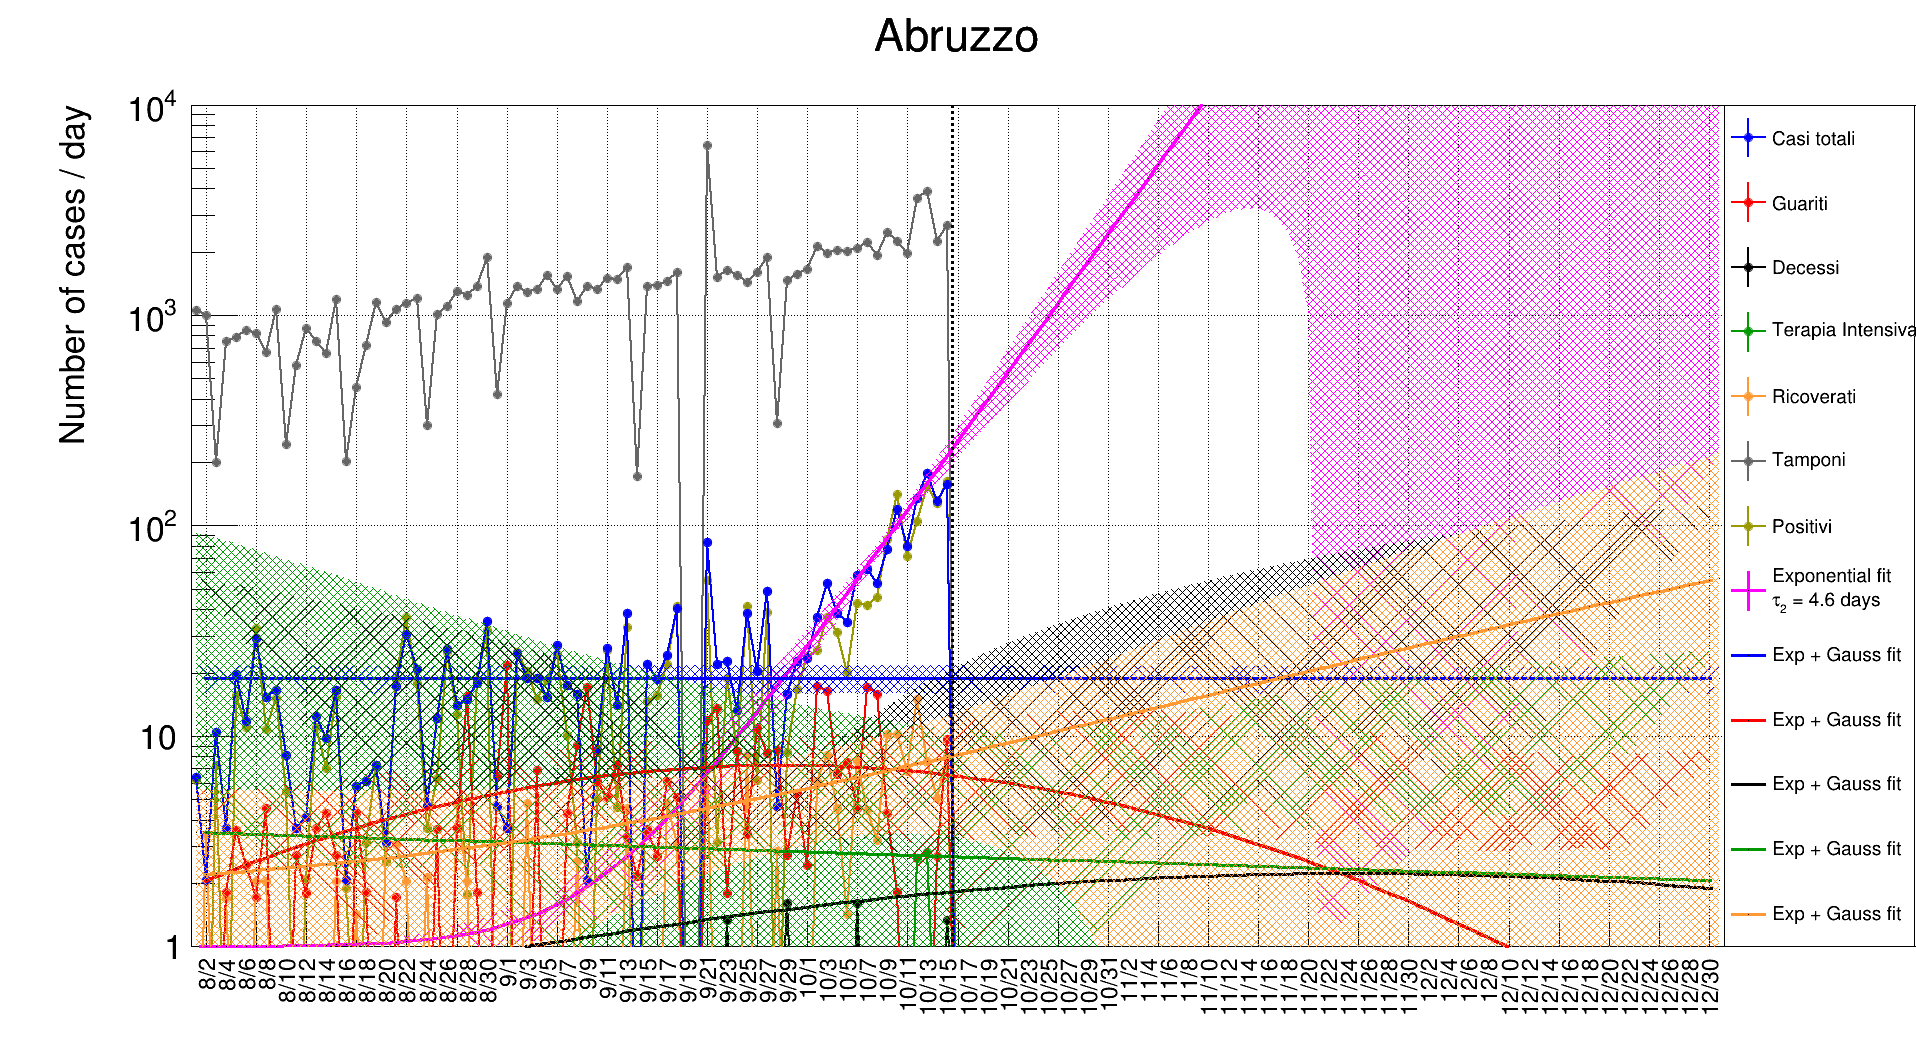 Abruzzo
Number of cases / day
10^4
10^3
10^2
10
1
8/2 8/4 8/6 8/8 8/10 8/12 8/14 8/16 8/18 8/20 8/22 8/24 8/26 8/28 8/30 9/1 9/3 9/5 9/7 9/9 9/11 9/13 9/15 9/17 9/19 9/21 9/23 9/25 9/27 9/29 10/1 10/3 10/5 10/7 10/9 10/11 10/13 10/15 10/17 10/19 10/21 10/23 10/25 10/27 10/29 10/31 11/2 11/4 11/6 11/8 11/10 11/12 11/14 11/16 11/18 11/20 11/22 11/24 11/26 11/28 11/30 12/2 12/4 12/6 12/8 12/10 12/12 12/14 12/16 12/18 12/20 12/22 12/24 12/26 12/28 12/30
Casi totali
Guariti
Decessi
Terapia Intensiva
Ricoverati
Tamponi
Positivi
Exponential fit
τ2 = 4.6 days
Exp + Gauss fit
Exp + Gauss fit
Exp + Gauss fit
Exp + Gauss fit
Exp + Gauss fit